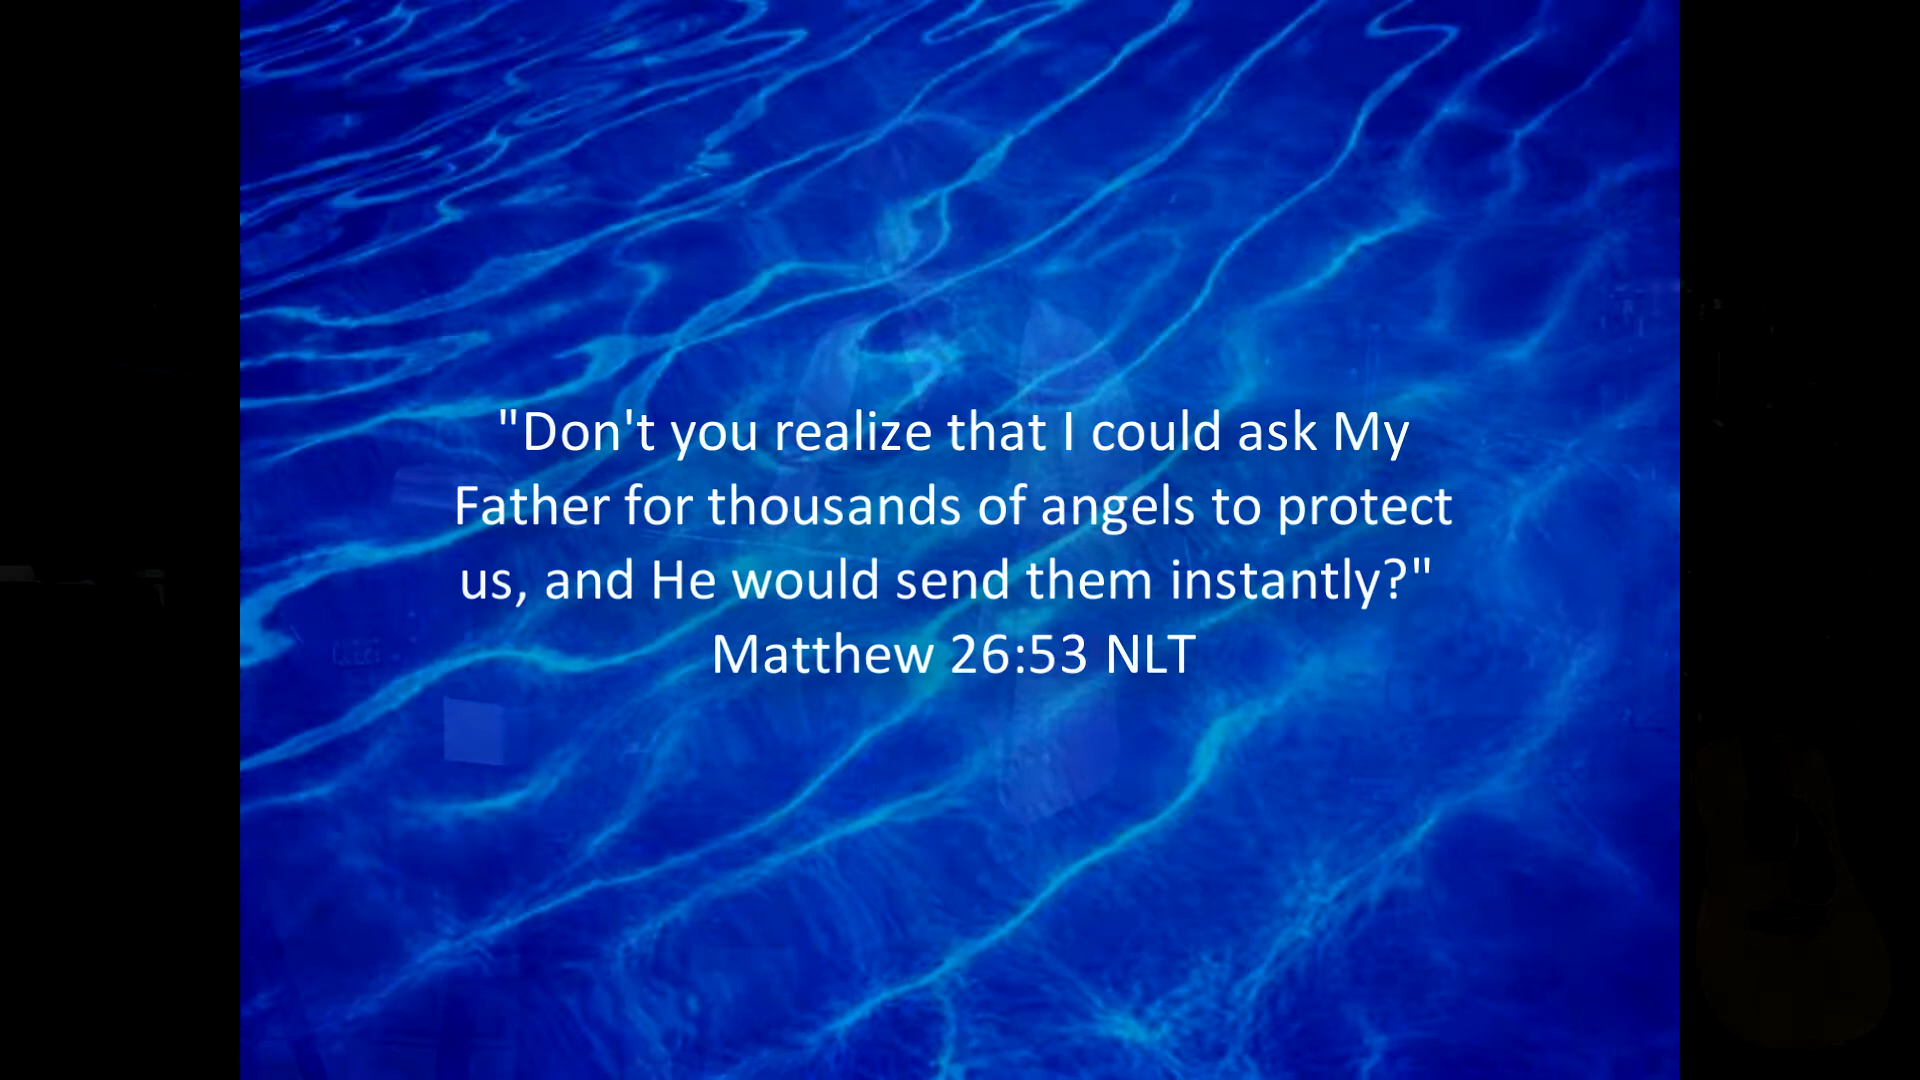 "Don't you realize that I could ask My
Father for thousands of angels to protect
us, and He would send them instantly?"
Matthew 26:53 NLT